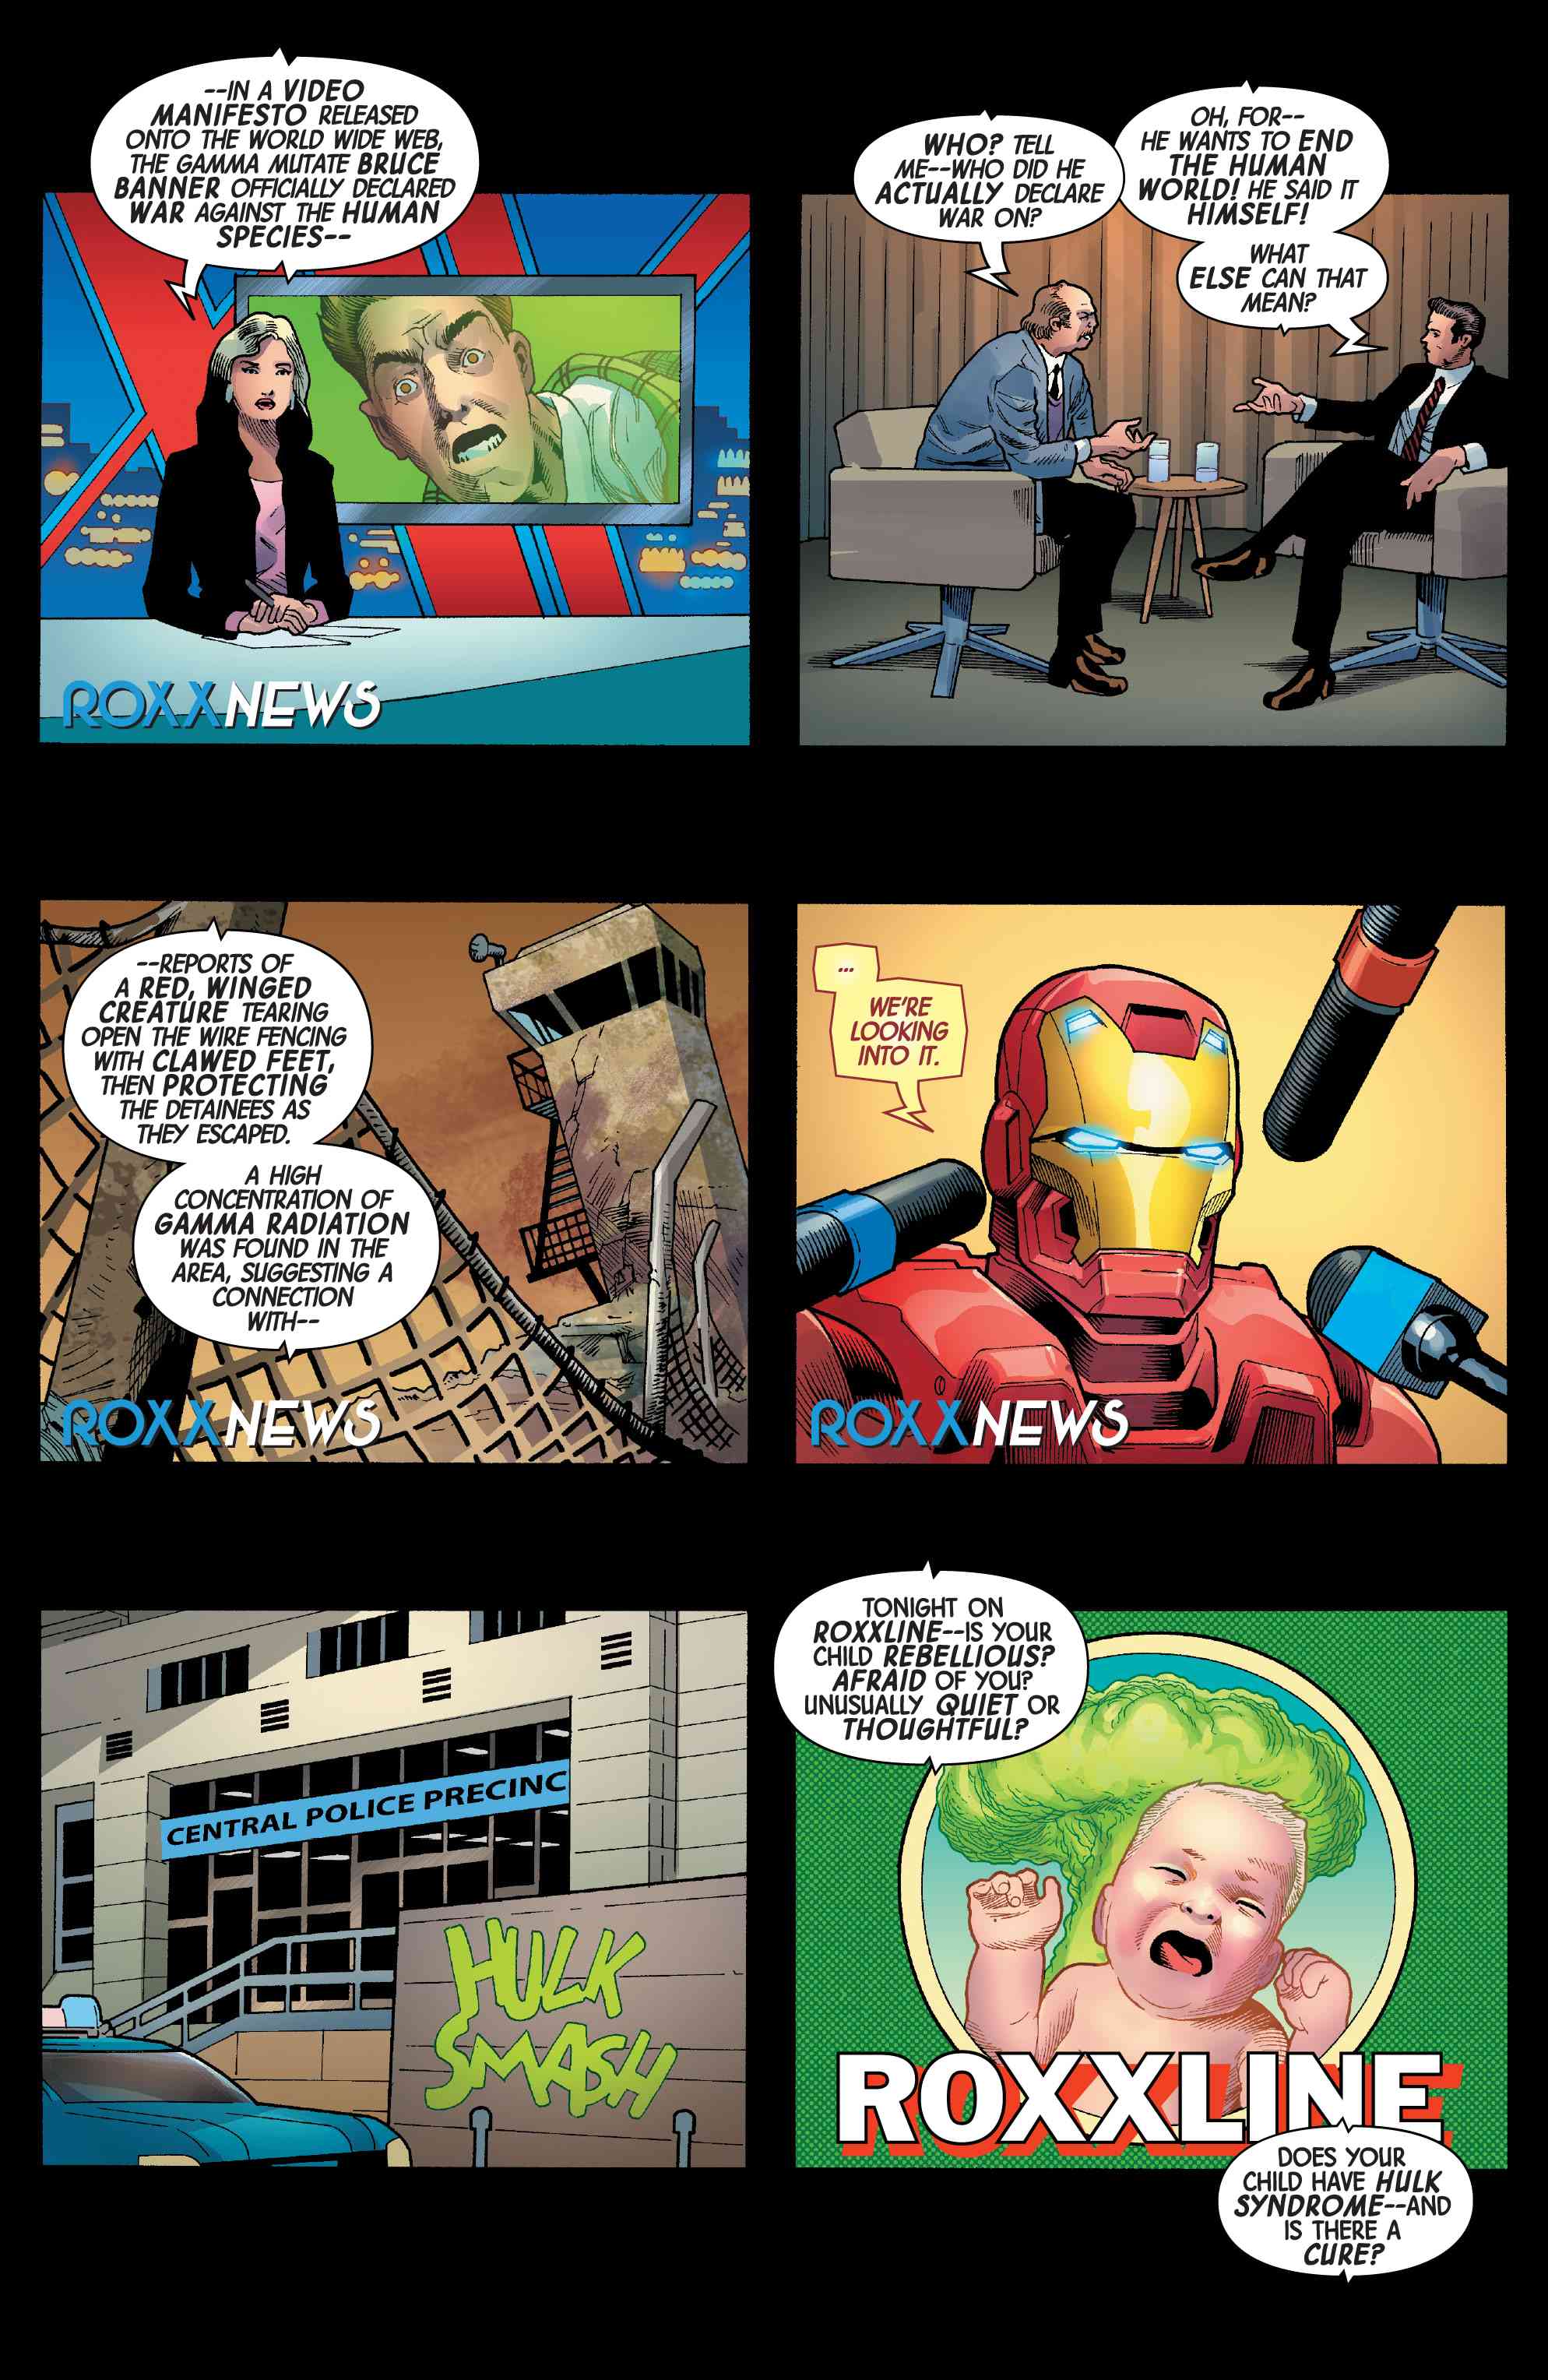 --IN A VIDEO
MANIFESTO RELEASED
ONTO THE WORLD WIDE WEB,
THE GAMMA MUTATE BRUCE
BANNER OFFICIALLY DECLARED
WAR AGAINST THE HUMAN
SPECIES--
ROXXNEWS
WHO? TELL
ME--WHO DID HE
ACTUALLY DECLARE
WAR ON?
OH, FOR--
HE WANTS TO END
THE HUMAN
WORLD! HE SAID IT
HIMSELF!
WHAT
ELSE CAN THAT
MEAN?
--REPORTS OF
A RED, WINGED
CREATURE TEARING
OPEN THE WIRE FENCING
WITH CLAWED FEET,
THEN PROTECTING
THE DETAINEES AS
THEY ESCAPED.
A HIGH
CONCENTRATION OF
GAMMA RADIATION
WAS FOUND IN THE
AREA, SUGGESTING A
CONNECTION
WITH--
ROXXNEWS
...
WE'RE
LOOKING
INTO IT.
ROXXNEWS
CENTRAL POLICE PRECINC
HULK
SMASH
TONIGHT ON
ROXXLINE--IS YOUR
CHILD REBELLIOUS?
AFRAID OF YOU?
UNUSUALLY QUIET OR
THOUGHTFUL?
ROXXLINE
DOES YOUR
CHILD HAVE HULK
SYNDROME--AND
IS THERE A
CURE?